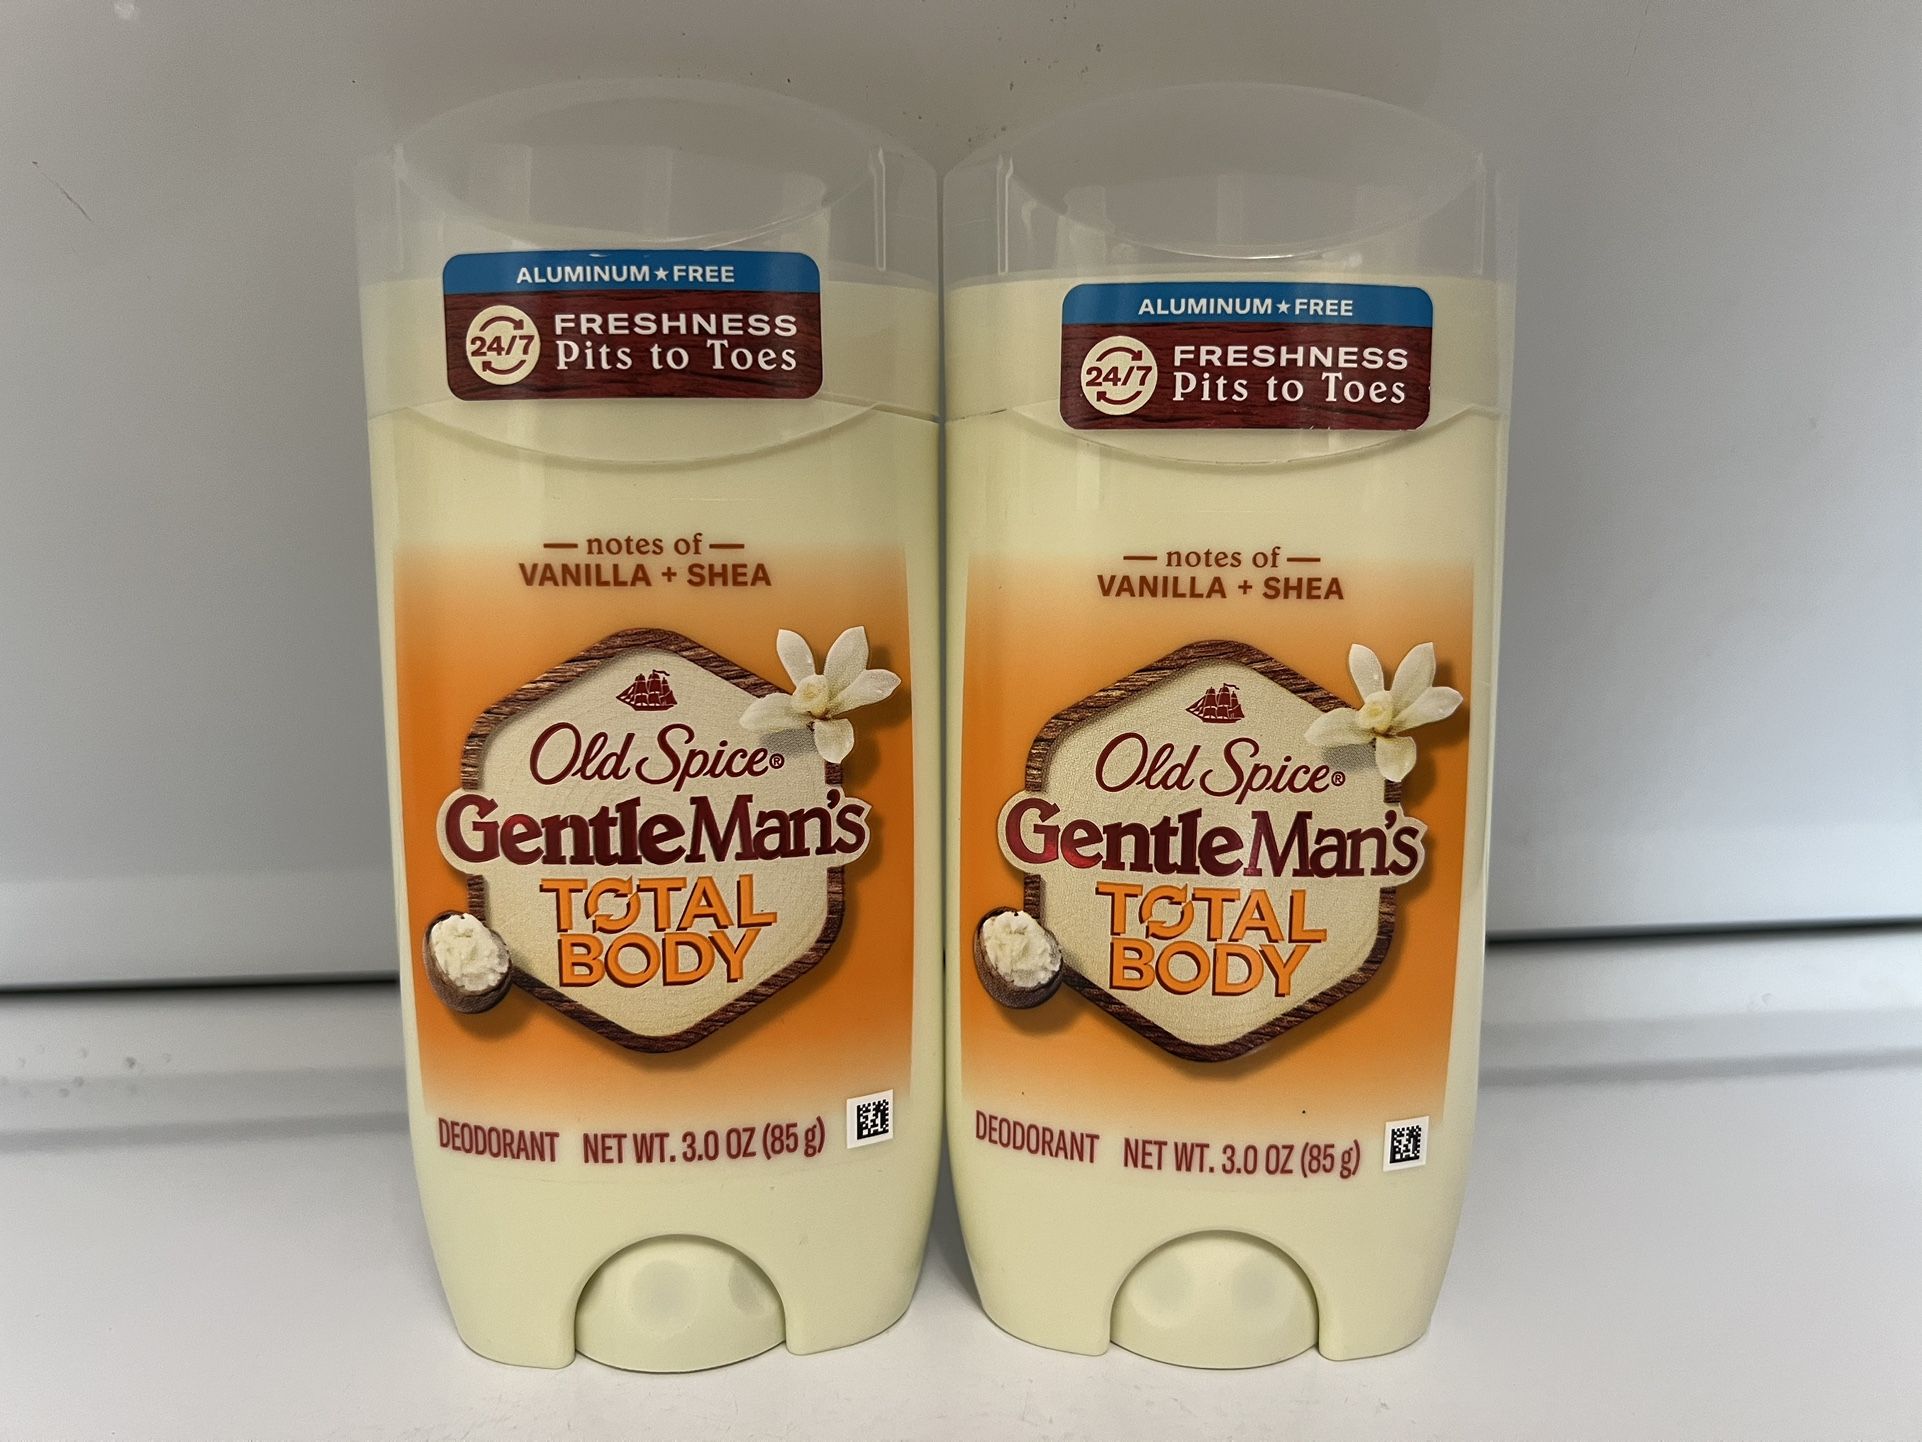 ALUMINUM★FREE
24/7
FRESHNESS
Pits to Toes
— notes of —
VANILLA + SHEA
Old Spice®
GentleMan's
TOTAL
BODY
DEODORANT NET WT. 3.0 OZ (85 g)
ALUMINUM★FREE
24/7
FRESHNESS
Pits to Toes
— notes of —
VANILLA + SHEA
Old Spice®
GentleMan's
TOTAL
BODY
DEODORANT NET WT. 3.0 OZ (85 g)